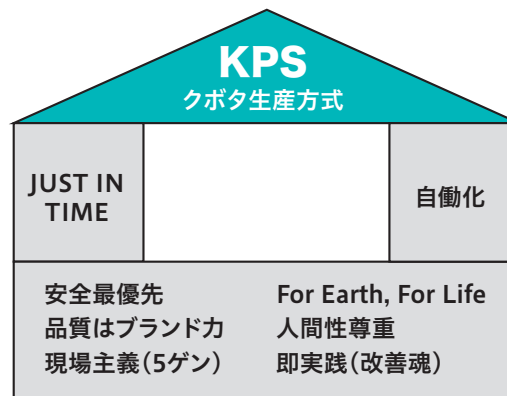 KPS
クボタ生産方式
JUST IN
TIME
自働化
安全最優先
品質はブランド力
現場主義（5ゲン）
For Earth, For Life
人間性尊重
即実践（改善魂）